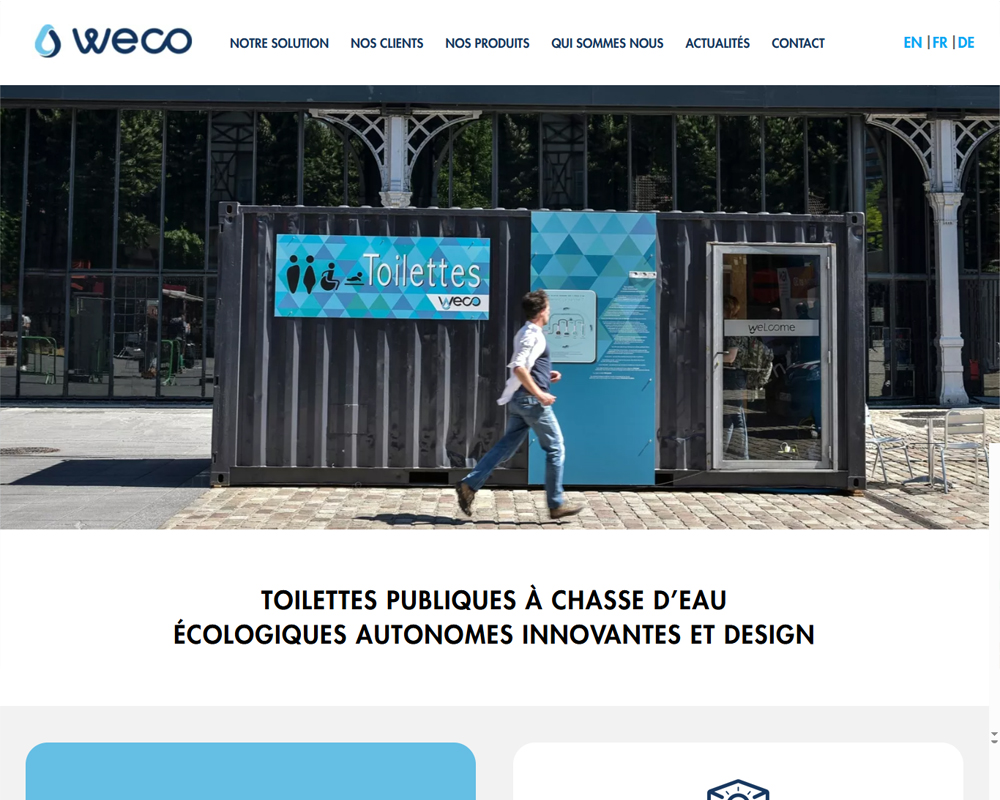 weco
NOTRE SOLUTION
NOS CLIENTS
NOS PRODUITS
QUI SOMMES NOUS
ACTUALITÉS
CONTACT
EN | FR | DE
Toilettes
weco
welcome
TOILETTES PUBLIQUES À CHASSE D’EAU
ÉCOLOGIQUES AUTONOMES INNOVANTES ET DESIGN